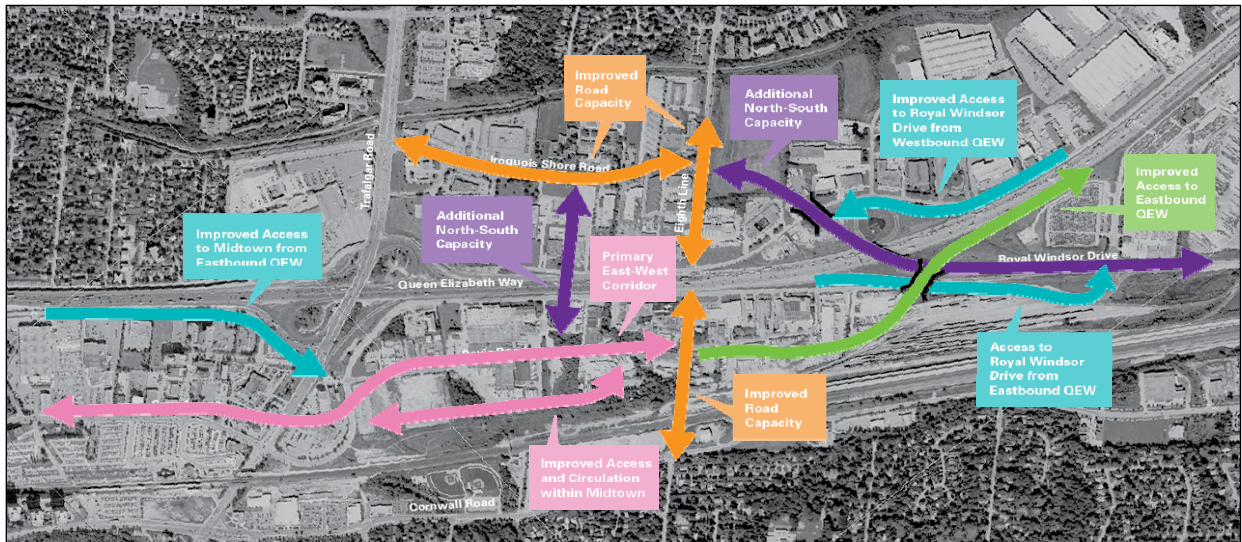 Improved
Road
Capacity
Additional
North-South
Capacity
Improved Access
to Royal Windsor
Drive from
Westbound QEW
Improved
Access to
Eastbound
QEW
Iroquois Shore Road
Trafalgar Road
Eighth Line
Additional
North-South
Capacity
Improved Access
to Midtown from
Eastbound QEW
Primary
East-West
Corridor
Queen Elizabeth Way
Royal Windsor Drive
Access to
Royal Windsor
Drive from
Eastbound QEW
Improved
Road
Capacity
Improved Access
and Circulation
within Midtown
Cornwall Road